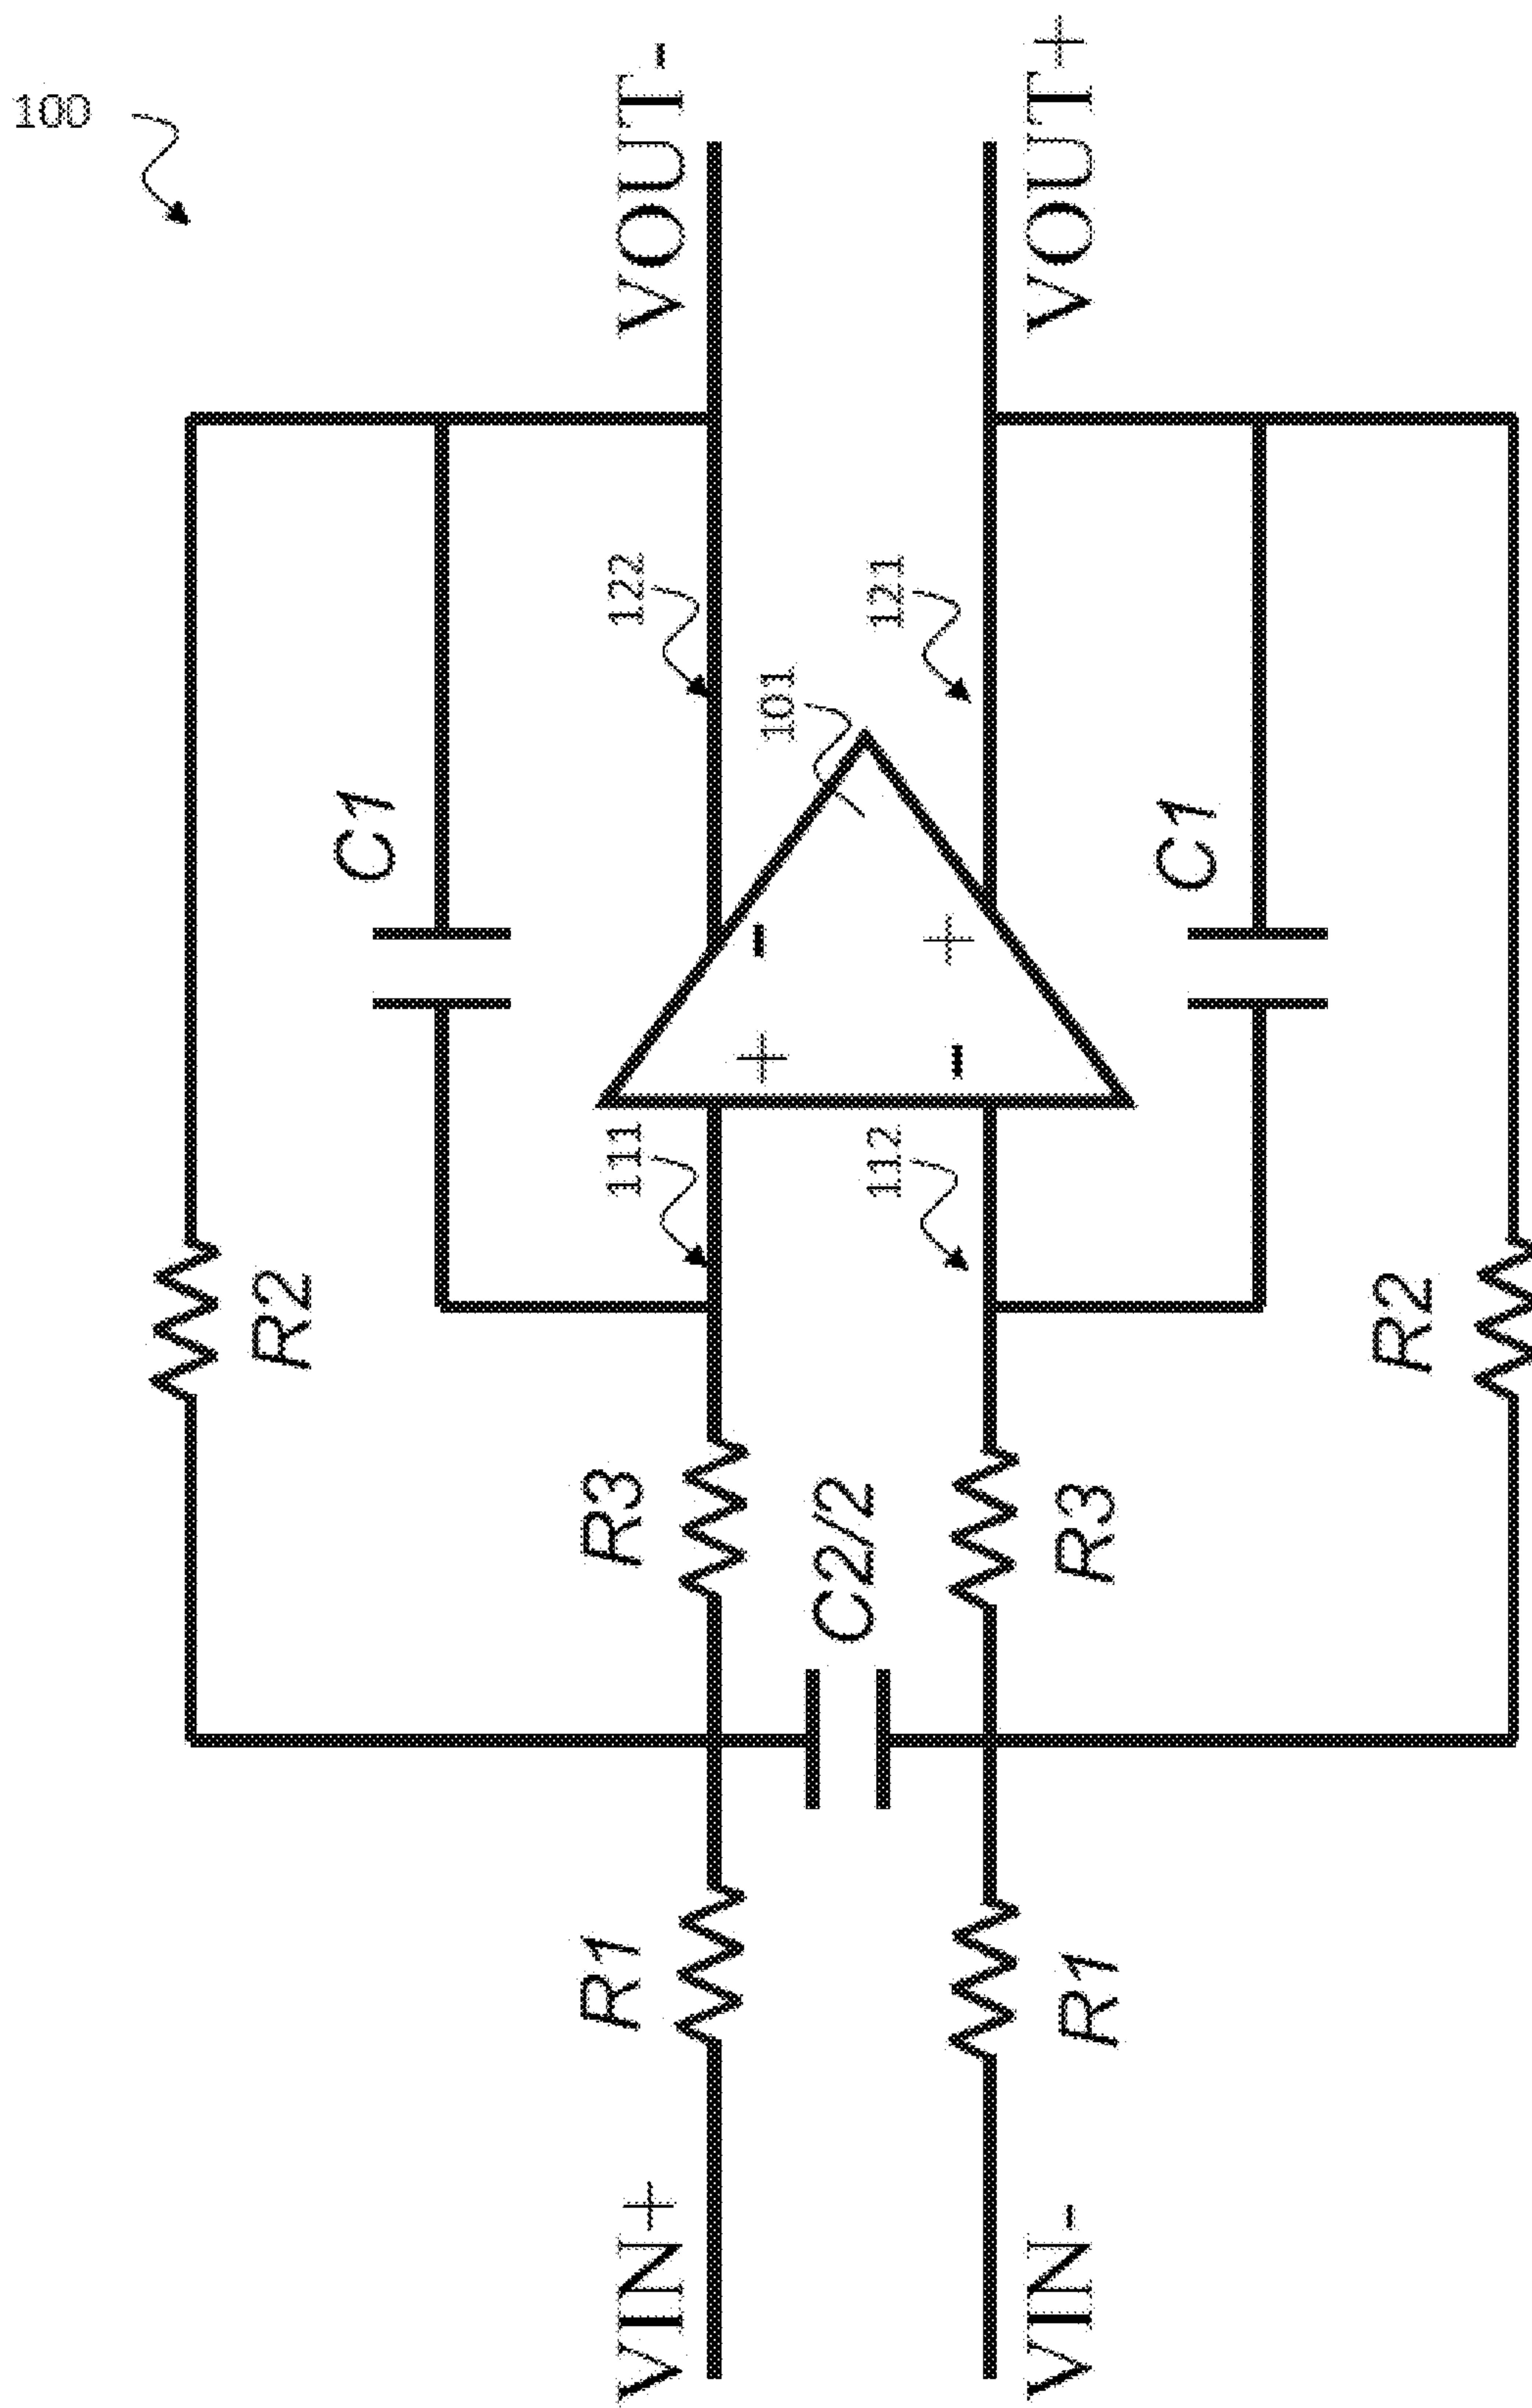 100
R2
C1
VIN+
R1
R3
111
122
VOUT-
+
-
101
C2/2
-
+
112
121
VIN-
R1
R3
VOUT+
C1
R2